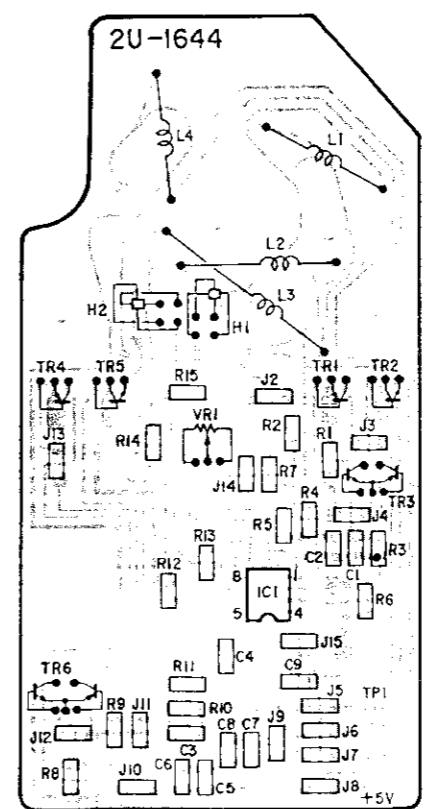 2U-1644
L4
L1
L2
L3
H2
H1
TR4
TR5
TR1
TR2
R15
J2
J13
R14
VR1
R2
R1
J3
J14
R7
TR3
R4
J4
R5
C2
C1
R3
R13
R12
8
1
IC1
5
4
R6
C4
J15
C9
TR6
R11
J5
TP1
R9
J11
R10
J12
C8
C7
J9
J6
J7
R8
J10
C6
C3
C5
J8
+5V